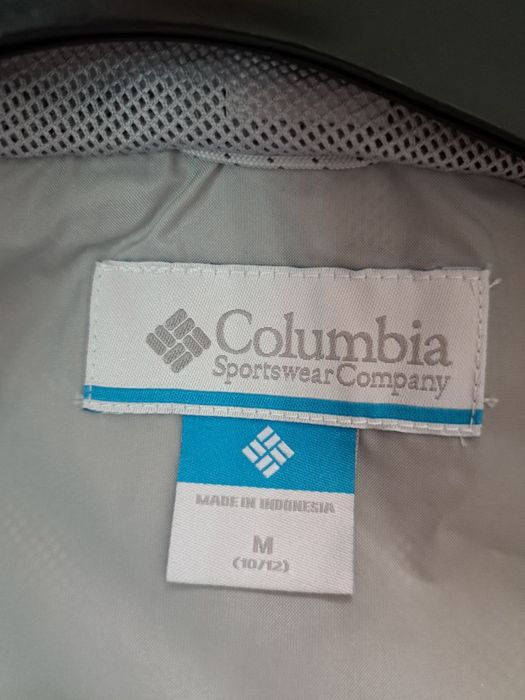 Columbia
Sportswear Company
MADE IN INDONESIA
M
(10/12)